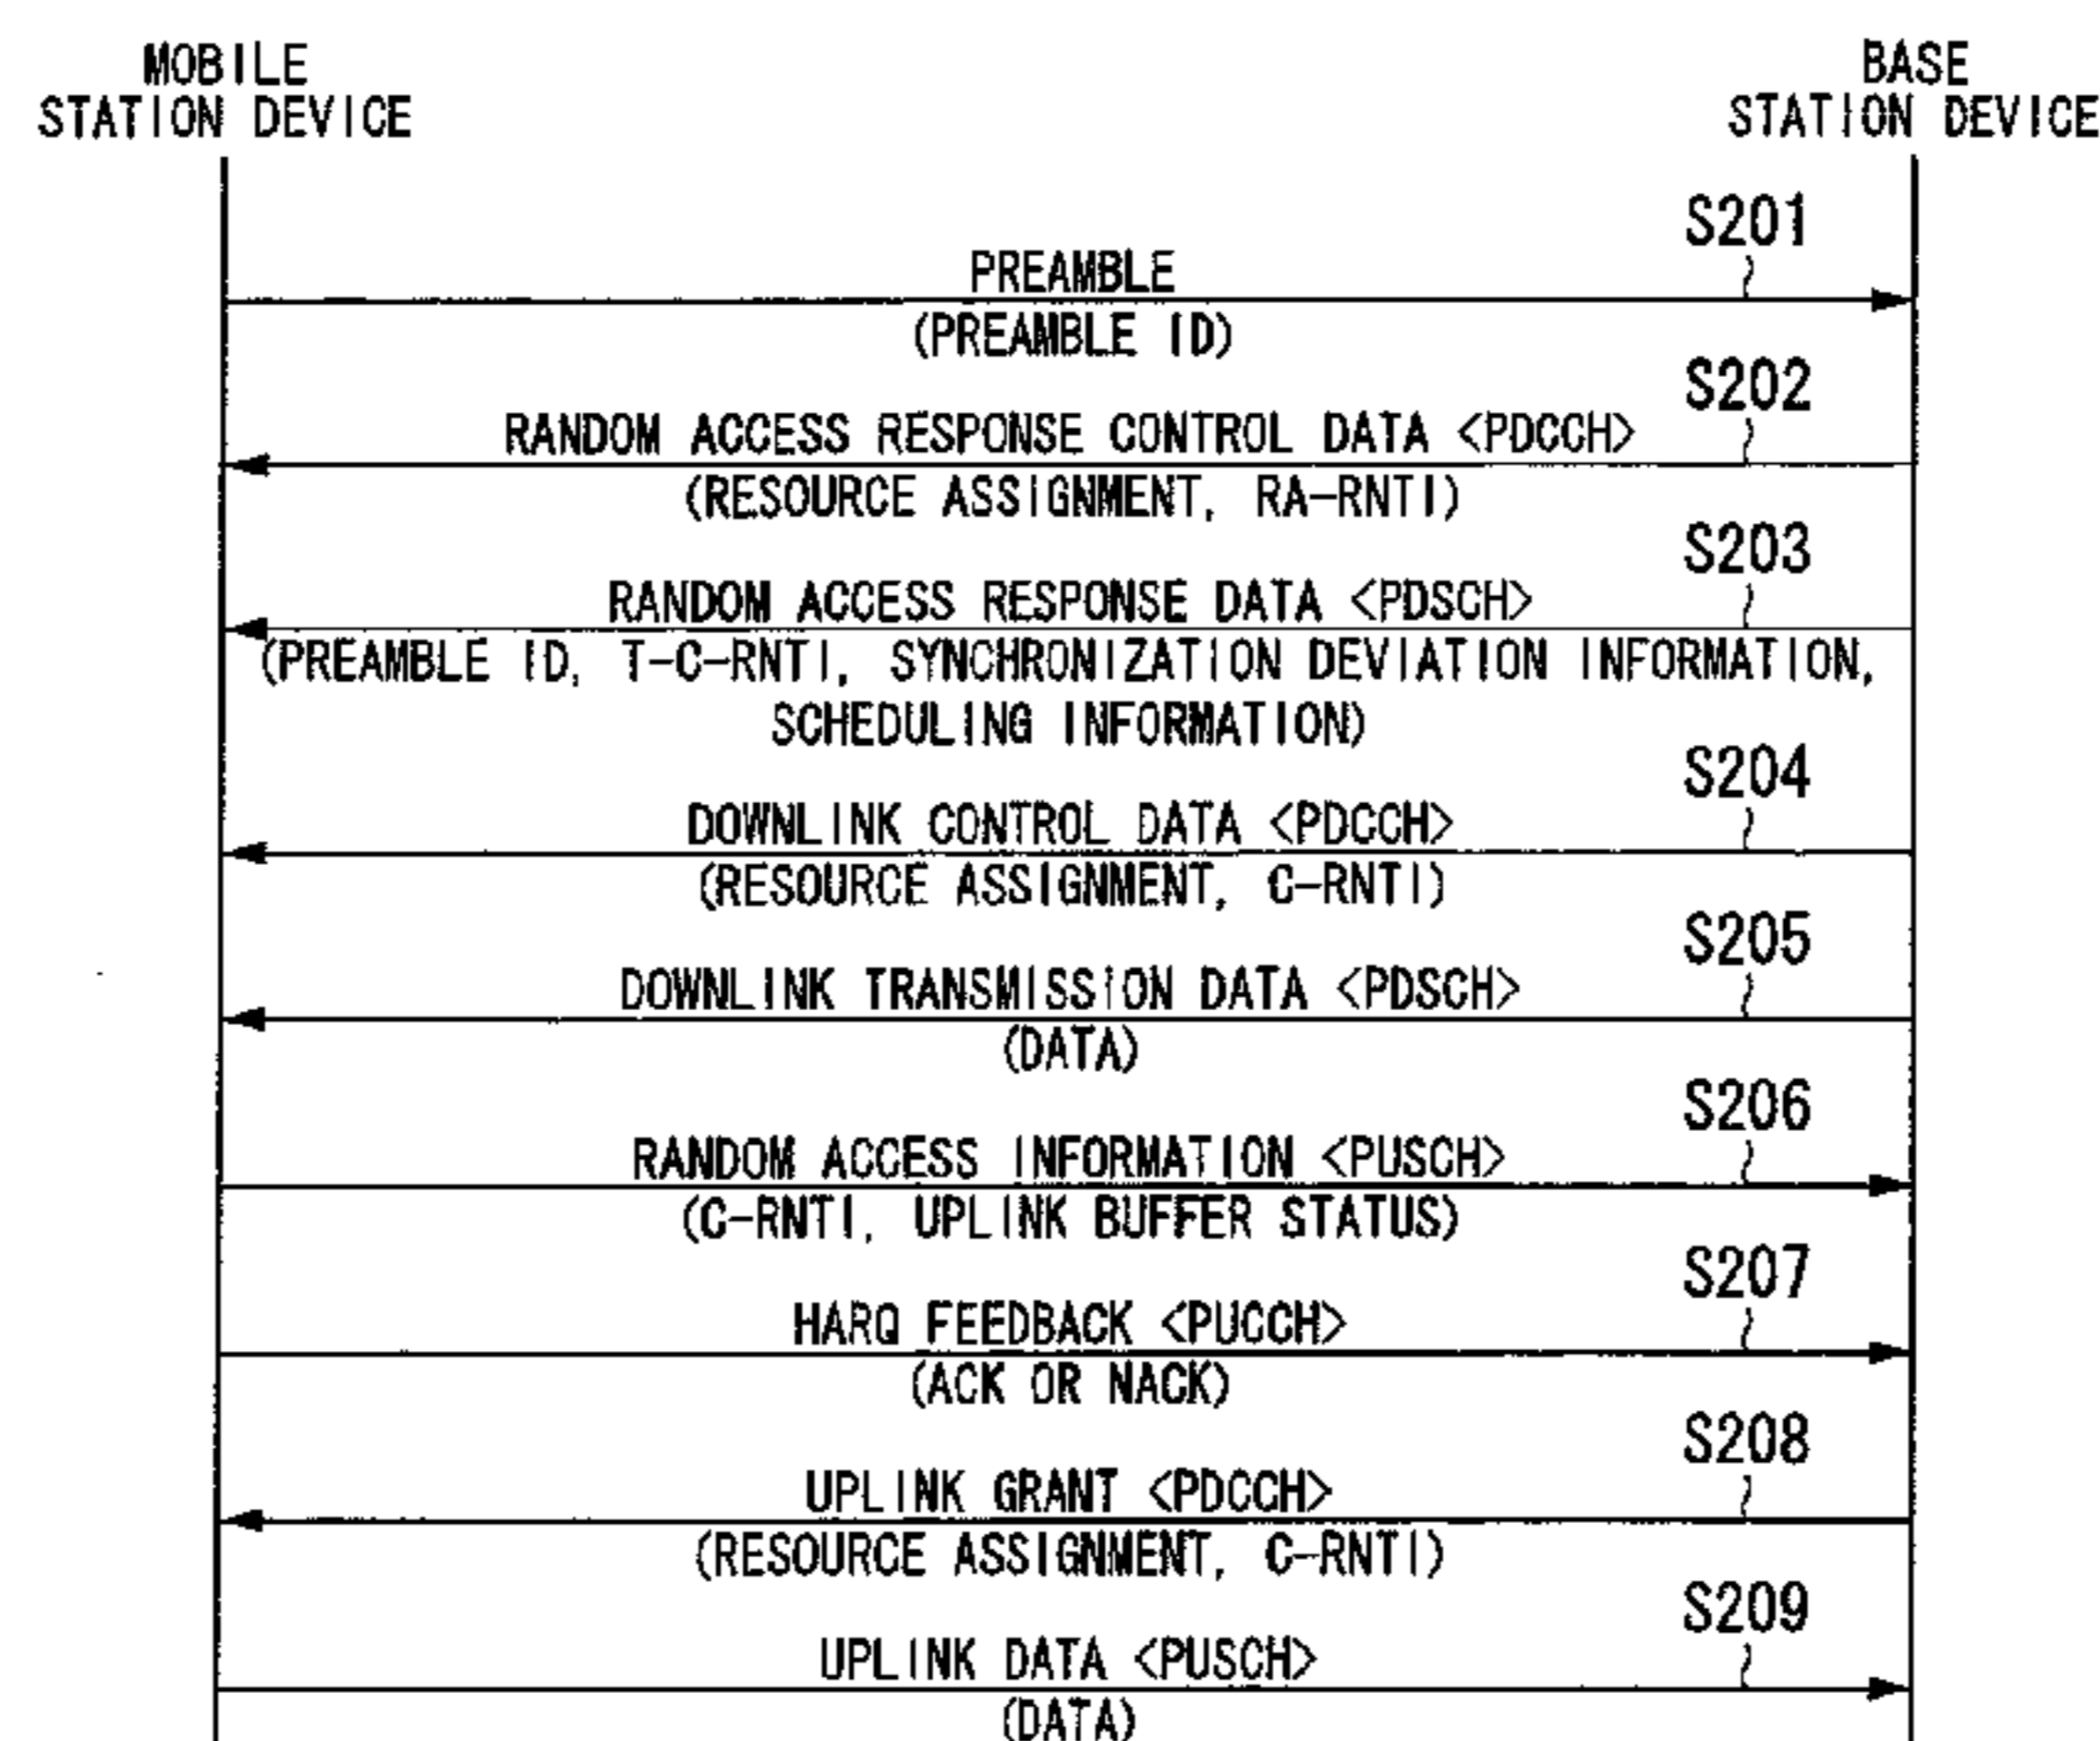 MOBILE
STATION DEVICE
BASE
STATION DEVICE
S201
PREAMBLE
(PREAMBLE ID)
S202
RANDOM ACCESS RESPONSE CONTROL DATA <PDCCH>
(RESOURCE ASSIGNMENT, RA-RNTI)
S203
RANDOM ACCESS RESPONSE DATA <PDSCH>
(PREAMBLE ID, T-C-RNTI, SYNCHRONIZATION DEVIATION INFORMATION,
SCHEDULING INFORMATION)
S204
DOWNLINK CONTROL DATA <PDCCH>
(RESOURCE ASSIGNMENT, C-RNTI)
S205
DOWNLINK TRANSMISSION DATA <PDSCH>
(DATA)
S206
RANDOM ACCESS INFORMATION <PUSCH>
(C-RNTI, UPLINK BUFFER STATUS)
S207
HARQ FEEDBACK <PUCCH>
(ACK OR NACK)
S208
UPLINK GRANT <PDCCH>
(RESOURCE ASSIGNMENT, C-RNTI)
S209
UPLINK DATA <PUSCH>
(DATA)